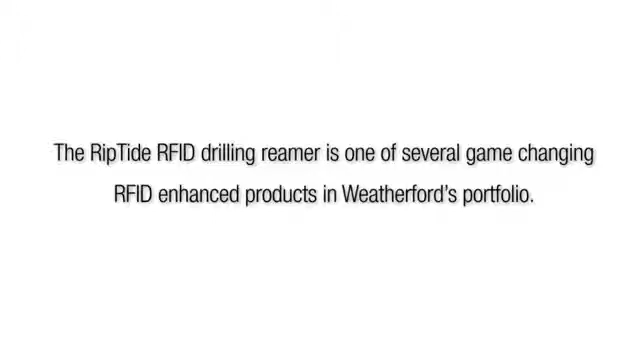 The RipTide RFID drilling reamer is one of several game changing
RFID enhanced products in Weatherford's portfolio.